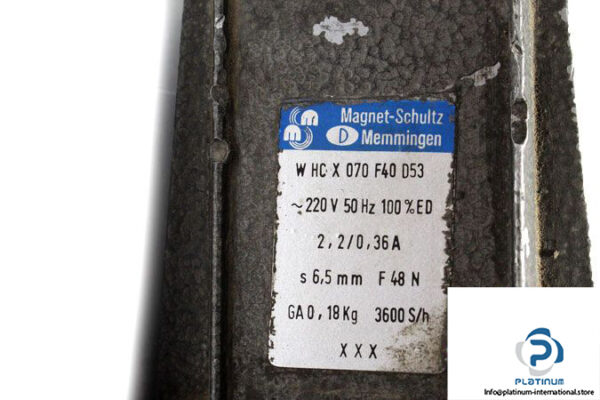 Magnet-Schultz
D Memmingen
W HC X 070 F40 D53
~220 V 50 Hz 100 % ED
2,2/0,36 A
s 6,5 mm F 48 N
GA 0,18 Kg 3600 S/h
X X X
PLATINUM
Info@platinum-international.store